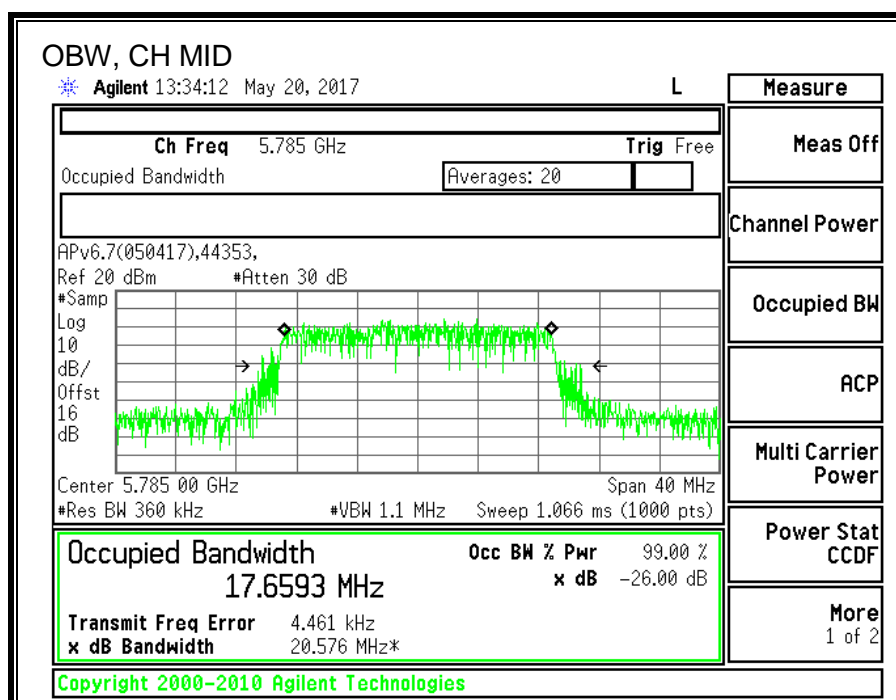 OBW, CH MID
Agilent 13:34:12 May 20, 2017 L
Measure
Ch Freq 5.785 GHz Trig Free
Meas Off
Occupied Bandwidth Averages: 20
Channel Power
APv6.7(050417),44353,
Ref 20 dBm #Atten 30 dB
#Samp
Log
10
dB/
Offst
16
dB
Occupied BW
ACP
Multi Carrier
Power
Center 5.785 00 GHz Span 40 MHz
#Res BW 360 kHz #VBW 1.1 MHz Sweep 1.066 ms (1000 pts)
Power Stat
CCDF
Occupied Bandwidth Occ BW % Pwr 99.00 %
17.6593 MHz x dB -26.00 dB
Transmit Freq Error 4.461 kHz
x dB Bandwidth 20.576 MHz*
More
1 of 2
Copyright 2000-2010 Agilent Technologies